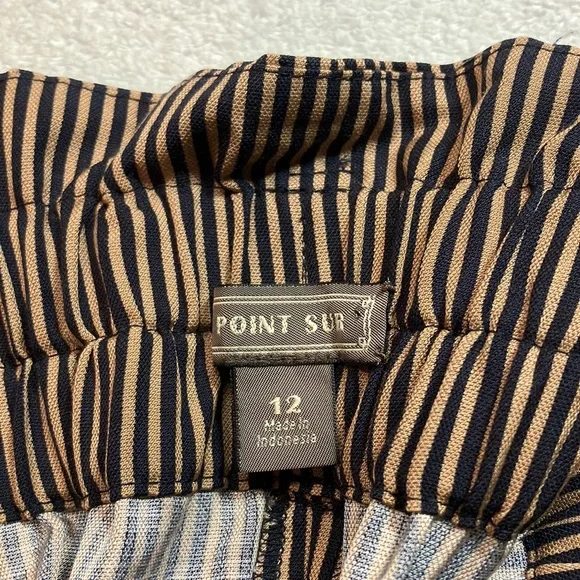 POINT SUR
12
Made in
Indonesia